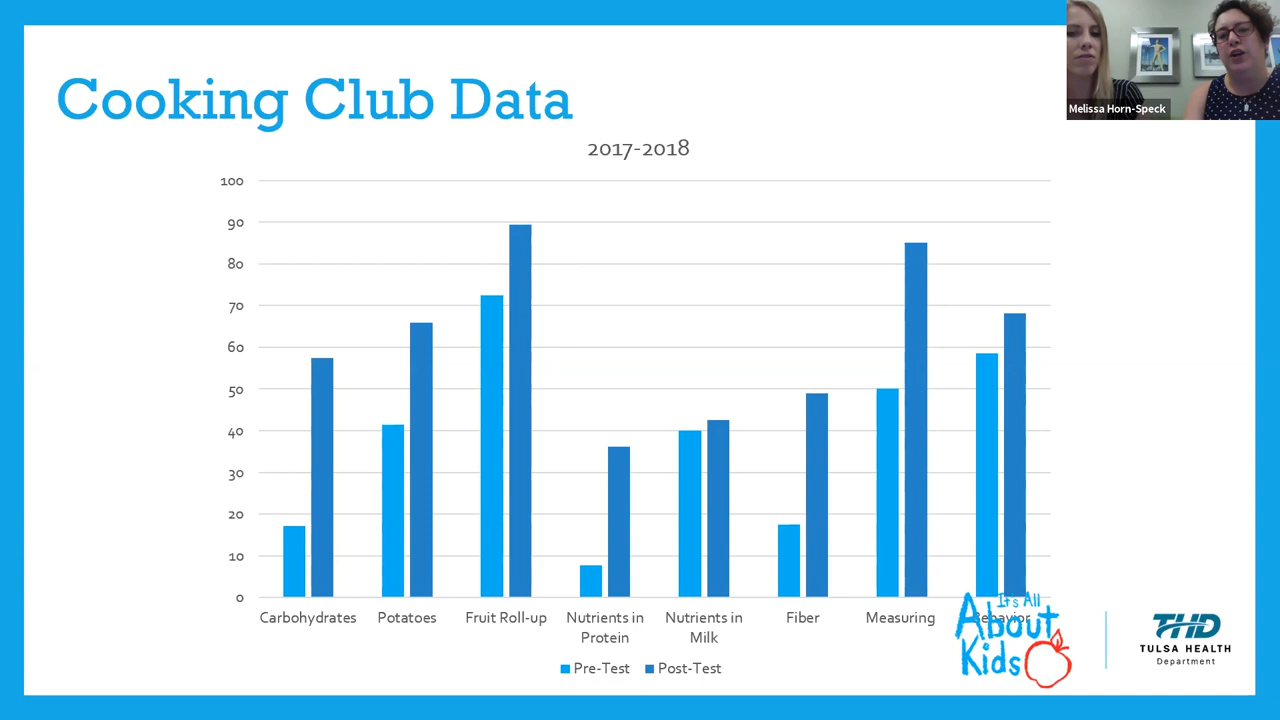 Cooking Club Data
Melissa Horn-Speck
2017-2018
100
90
80
70
60
50
40
30
20
10
0
Carbohydrates
Potatoes
Fruit Roll-up
Nutrients in
Protein
Nutrients in
Milk
Fiber
Measuring
Behavior
Pre-Test
Post-Test
It's All
About
Kids
THD
TULSA HEALTH
Department